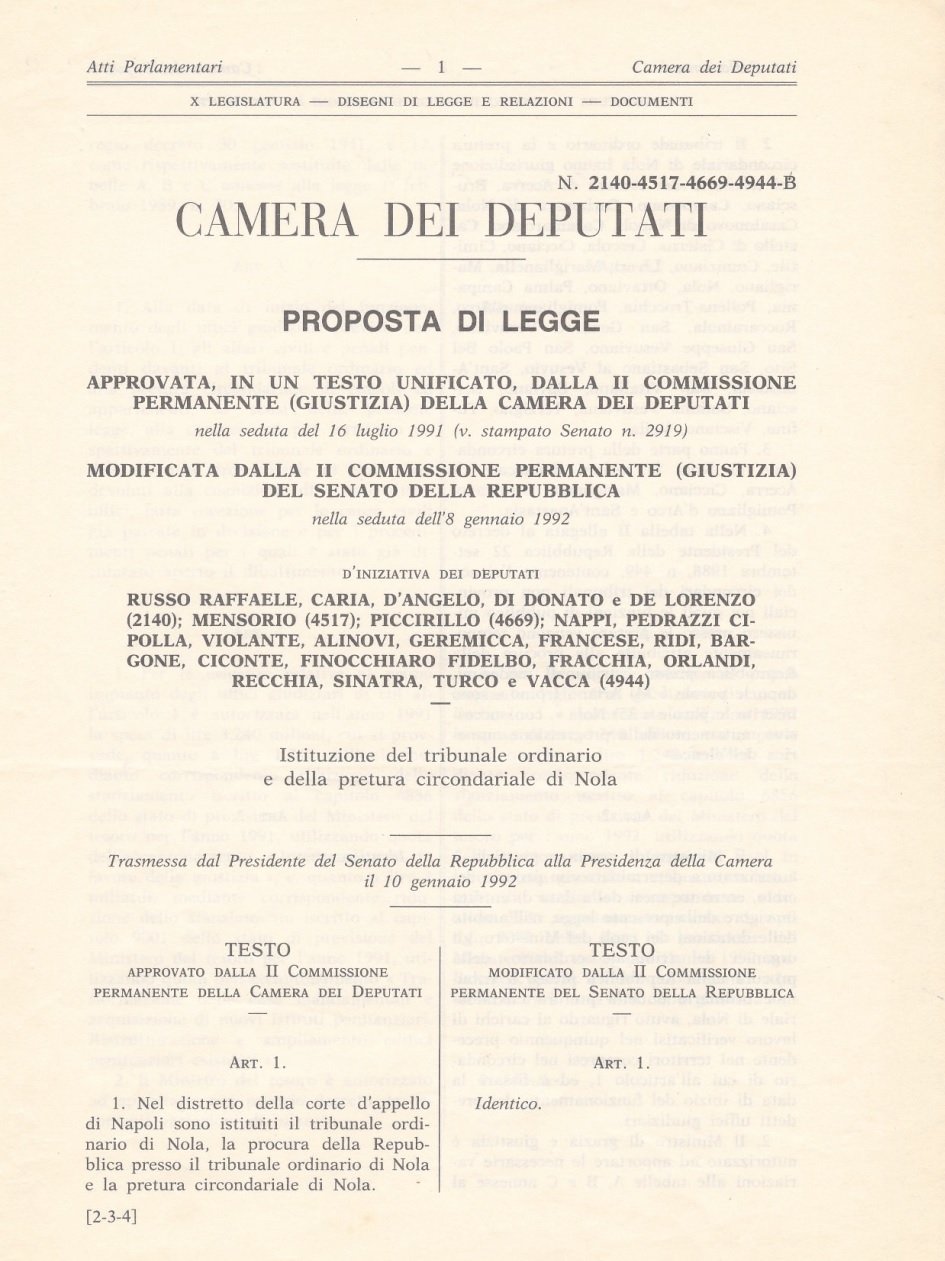 Atti Parlamentari — 1 — Camera dei Deputati
X LEGISLATURA — DISEGNI DI LEGGE E RELAZIONI — DOCUMENTI
N. 2140-4517-4669-4944-B
CAMERA DEI DEPUTATI
PROPOSTA DI LEGGE
APPROVATA, IN UN TESTO UNIFICATO, DALLA II COMMISSIONE
PERMANENTE (GIUSTIZIA) DELLA CAMERA DEI DEPUTATI
nella seduta del 16 luglio 1991 (v. stampato Senato n. 2919)
MODIFICATA DALLA II COMMISSIONE PERMANENTE (GIUSTIZIA)
DEL SENATO DELLA REPUBBLICA
nella seduta dell'8 gennaio 1992
D'INIZIATIVA DEI DEPUTATI
RUSSO RAFFAELE, CARIA, D'ANGELO, DI DONATO e DE LORENZO
(2140); MENSORIO (4517); PICCIRILLO (4669); NAPPI, PEDRAZZI CI-
POLLA, VIOLANTE, ALINOVI, GEREMICCA, FRANCESE, RIDI, BAR-
GONE, CICONTE, FINOCCHIARO FIDELBO, FRACCHIA, ORLANDI,
RECCHIA, SINATRA, TURCO e VACCA (4944)
Istituzione del tribunale ordinario
e della pretura circondariale di Nola
Trasmessa dal Presidente del Senato della Repubblica alla Presidenza della Camera
il 10 gennaio 1992
TESTO
APPROVATO DALLA II COMMISSIONE
PERMANENTE DELLA CAMERA DEI DEPUTATI
ART. 1.
1. Nel distretto della corte d'appello
di Napoli sono istituiti il tribunale ordi-
nario di Nola, la procura della Repub-
blica presso il tribunale ordinario di Nola
e la pretura circondariale di Nola.
TESTO
MODIFICATO DALLA II COMMISSIONE
PERMANENTE DEL SENATO DELLA REPUBBLICA
ART. 1.
Identico.
[2-3-4]